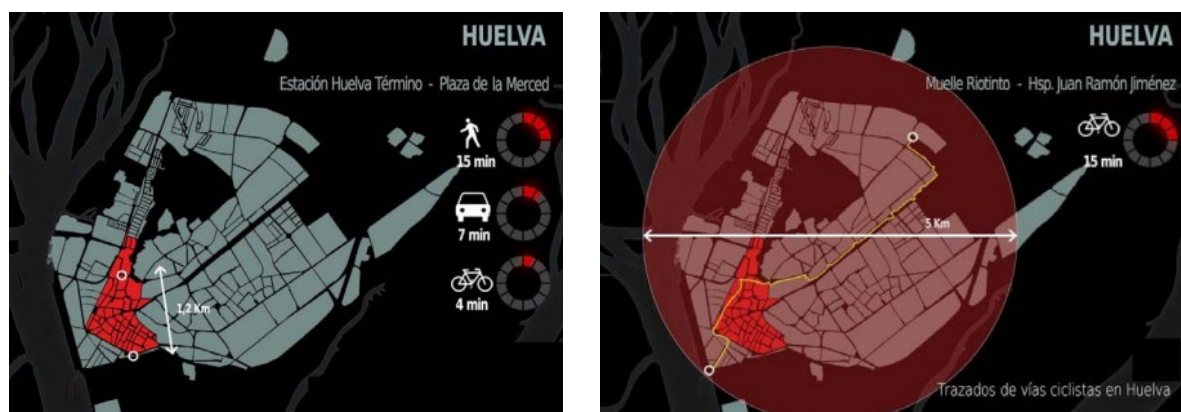 HUELVA
Estación Huelva Término - Plaza de la Merced
15 min
7 min
4 min
1,2 Km
HUELVA
Muelle Riotinto - Hsp. Juan Ramón Jiménez
15 min
5 Km
Trazados de vías ciclistas en Huelva